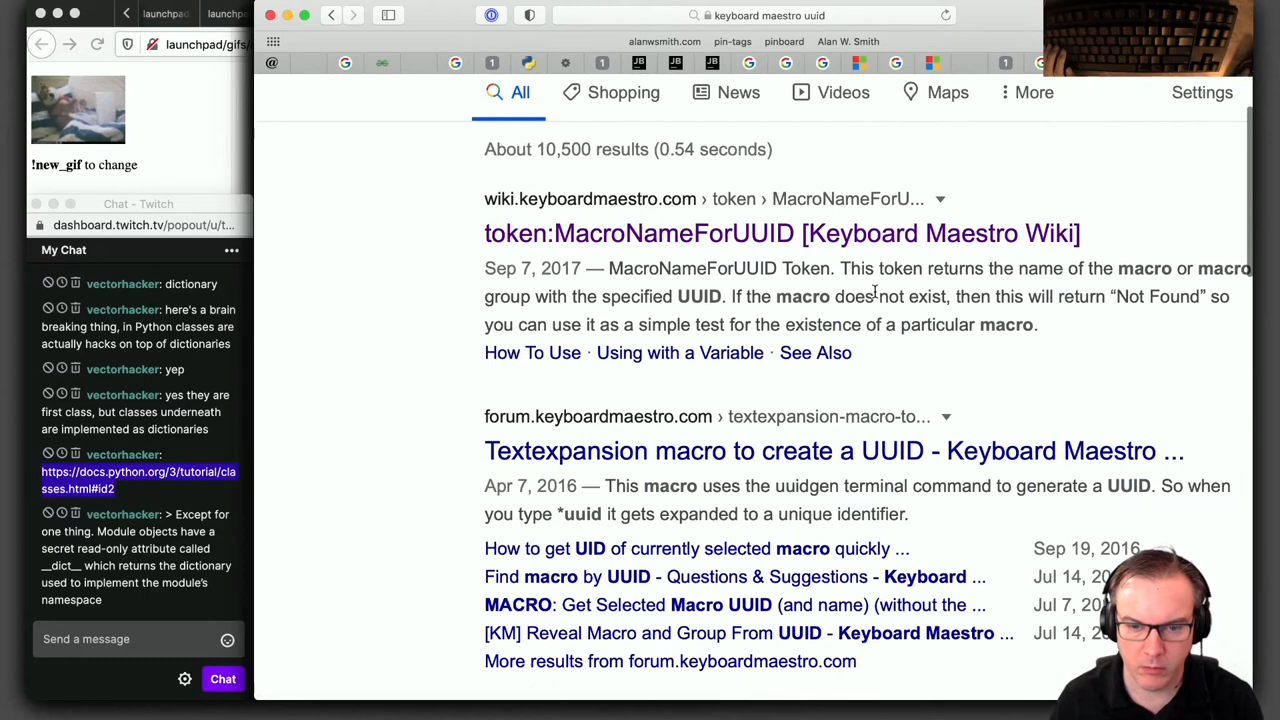 launchpad
launchpa
launchpad/gifs/
!new_gif to change
Chat - Twitch
dashboard.twitch.tv/popout/u/t...
My Chat
vectorhacker: dictionary
vectorhacker: here's a brain
breaking thing, in Python classes are
actually hacks on top of dictionaries
vectorhacker: yep
vectorhacker: yes they are
first class, but classes underneath
are implemented as dictionaries
vectorhacker:
https://docs.python.org/3/tutorial/cla
sses.html#id2
vectorhacker: > Except for
one thing. Module objects have a
secret read-only attribute called
__dict__ which returns the dictionary
used to implement the module's
namespace
Send a message
Chat
keyboard maestro uuid
alanwsmith.com pin-tags pinboard Alan W. Smith
All Shopping News Videos Maps More Settings
About 10,500 results (0.54 seconds)
wiki.keyboardmaestro.com › token › MacroNameForU...
token:MacroNameForUUID [Keyboard Maestro Wiki]
Sep 7, 2017 — MacroNameForUUID Token. This token returns the name of the macro or macro
group with the specified UUID. If the macro does not exist, then this will return “Not Found” so
you can use it as a simple test for the existence of a particular macro.
How To Use · Using with a Variable · See Also
forum.keyboardmaestro.com › textexpansion-macro-to...
Textexpansion macro to create a UUID - Keyboard Maestro ...
Apr 7, 2016 — This macro uses the uuidgen terminal command to generate a UUID. So when
you type *uuid it gets expanded to a unique identifier.
How to get UID of currently selected macro quickly ... Sep 19, 2016
Find macro by UUID - Questions & Suggestions - Keyboard ... Jul 14, 20
MACRO: Get Selected Macro UUID (and name) (without the ... Jul 7, 20
[KM] Reveal Macro and Group From UUID - Keyboard Maestro ... Jul 14,
More results from forum.keyboardmaestro.com